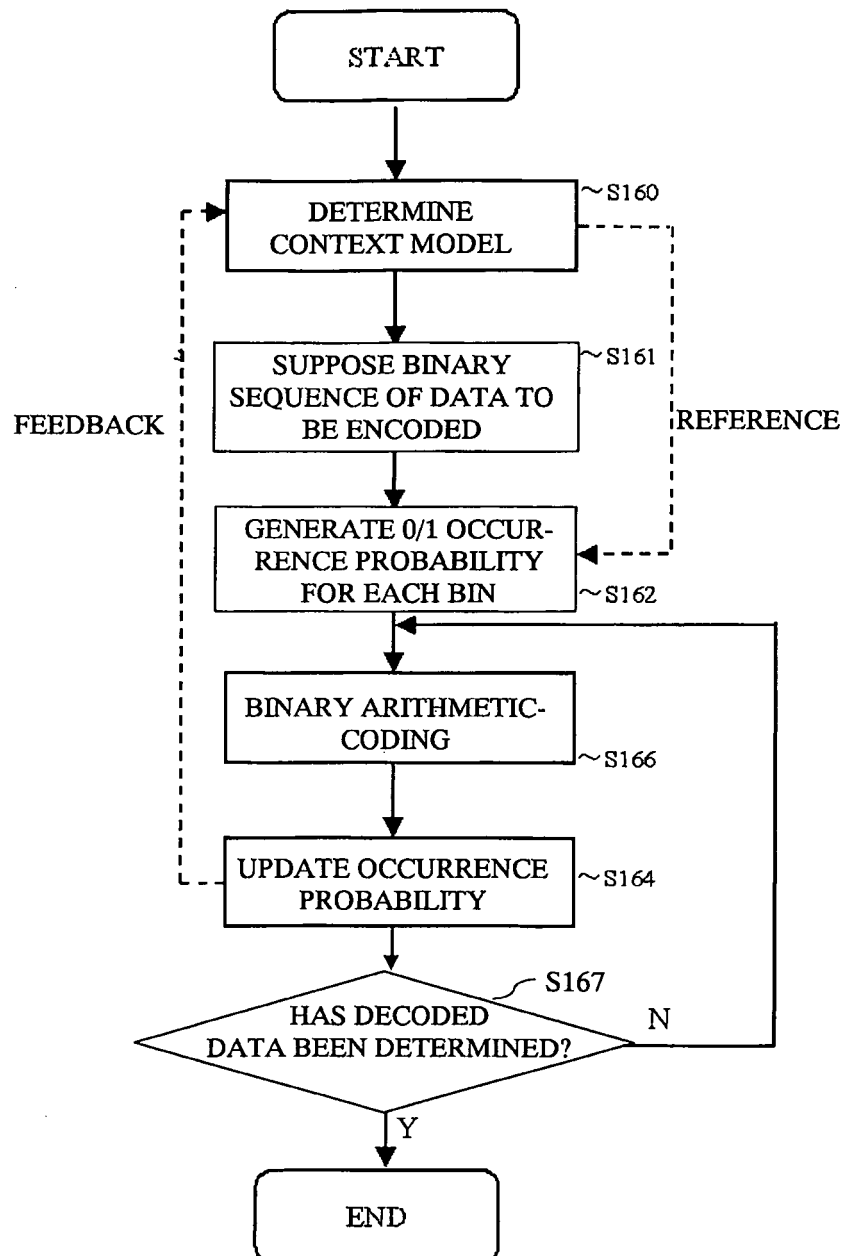 START
DETERMINE
CONTEXT MODEL
~S160
SUPPOSE BINARY
SEQUENCE OF DATA TO
BE ENCODED
~S161
FEEDBACK
REFERENCE
GENERATE 0/1 OCCUR-
RENCE PROBABILITY
FOR EACH BIN
~S162
BINARY ARITHMETIC-
CODING
~S166
UPDATE OCCURRENCE
PROBABILITY
~S164
S167
HAS DECODED
DATA BEEN DETERMINED?
N
Y
END